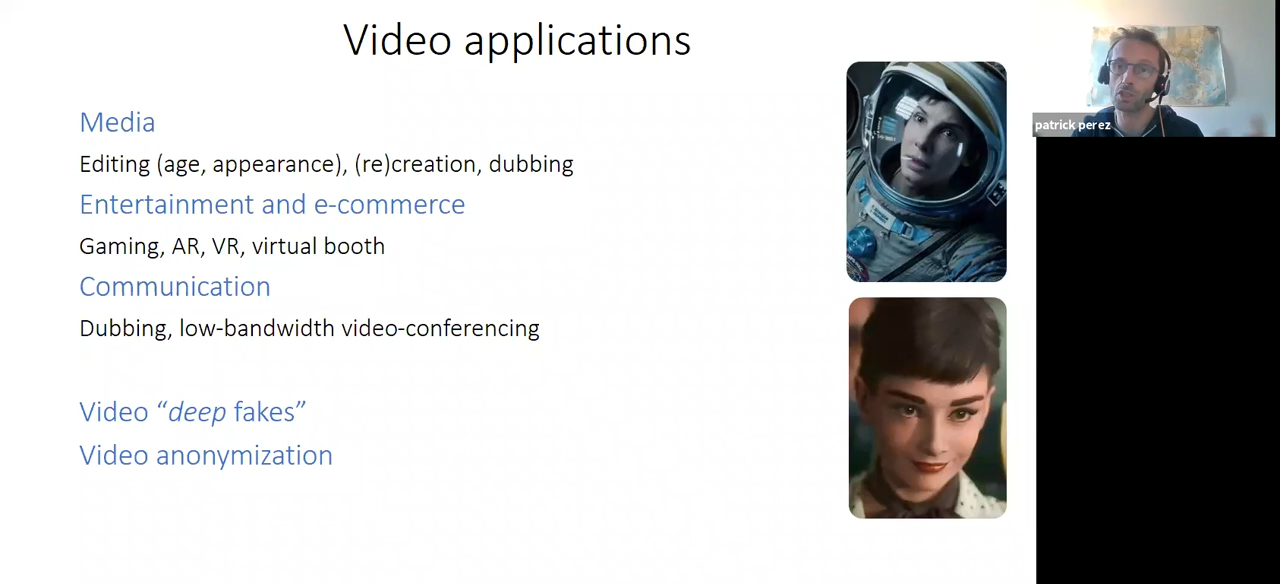 Video applications
Media
Editing (age, appearance), (re)creation, dubbing
Entertainment and e-commerce
Gaming, AR, VR, virtual booth
Communication
Dubbing, low-bandwidth video-conferencing
Video “deep fakes”
Video anonymization
patrick perez